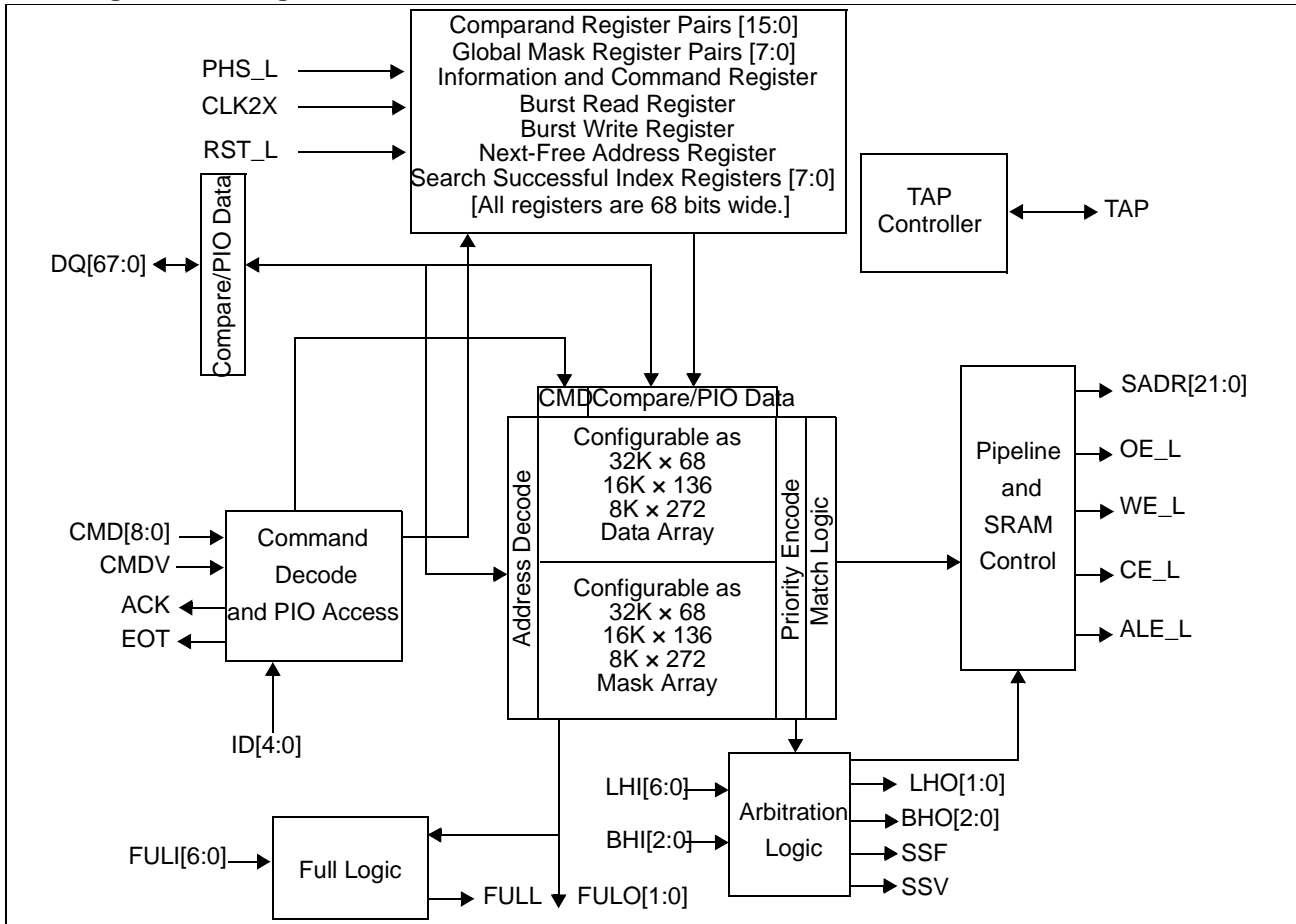 Comparand Register Pairs [15:0]
Global Mask Register Pairs [7:0]
Information and Command Register
Burst Read Register
Burst Write Register
Next-Free Address Register
Search Successful Index Registers [7:0]
[All registers are 68 bits wide.]
PHS_L
CLK2X
RST_L
TAP
Controller
TAP
Compare/PIO Data
DQ[67:0]
CMD
Compare/PIO Data
Address Decode
Configurable as
32K × 68
16K × 136
8K × 272
Data Array
Configurable as
32K × 68
16K × 136
8K × 272
Mask Array
Priority Encode
Match Logic
Pipeline
and
SRAM
Control
SADR[21:0]
OE_L
WE_L
CE_L
ALE_L
CMD[8:0]
CMDV
ACK
EOT
Command
Decode
and PIO Access
ID[4:0]
LHI[6:0]
BHI[2:0]
Arbitration
Logic
LHO[1:0]
BHO[2:0]
SSF
SSV
FULI[6:0]
Full Logic
FULL
FULO[1:0]